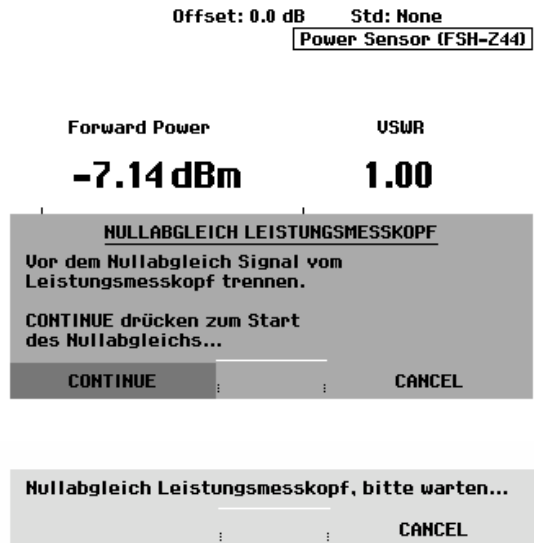 Offset: 0.0 dB Std: None
Power Sensor (FSH-Z44)
Forward Power VSWR
-7.14 dBm 1.00
NULLABGLEICH LEISTUNGSMESSKOPF
Vor dem Nullabgleich Signal vom
Leistungsmesskopf trennen.
CONTINUE drücken zum Start
des Nullabgleichs...
CONTINUE CANCEL
Nullabgleich Leistungsmesskopf, bitte warten...
CANCEL